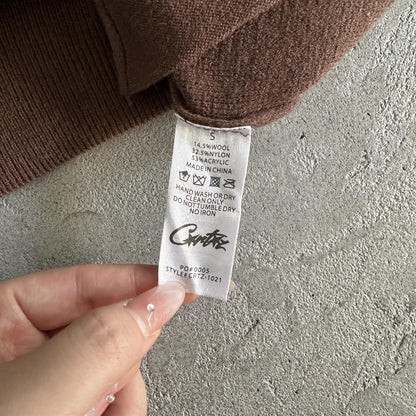 S
14.5%WOOL
32.5%NYLON
53%ACRYLIC
MADE IN CHINA
HAND WASH OR DRY
CLEAN ONLY
DO NOT TUMBLE DRY
NO IRON
Crrtz
PO#:0005
STYLE#:CRTZ-1021